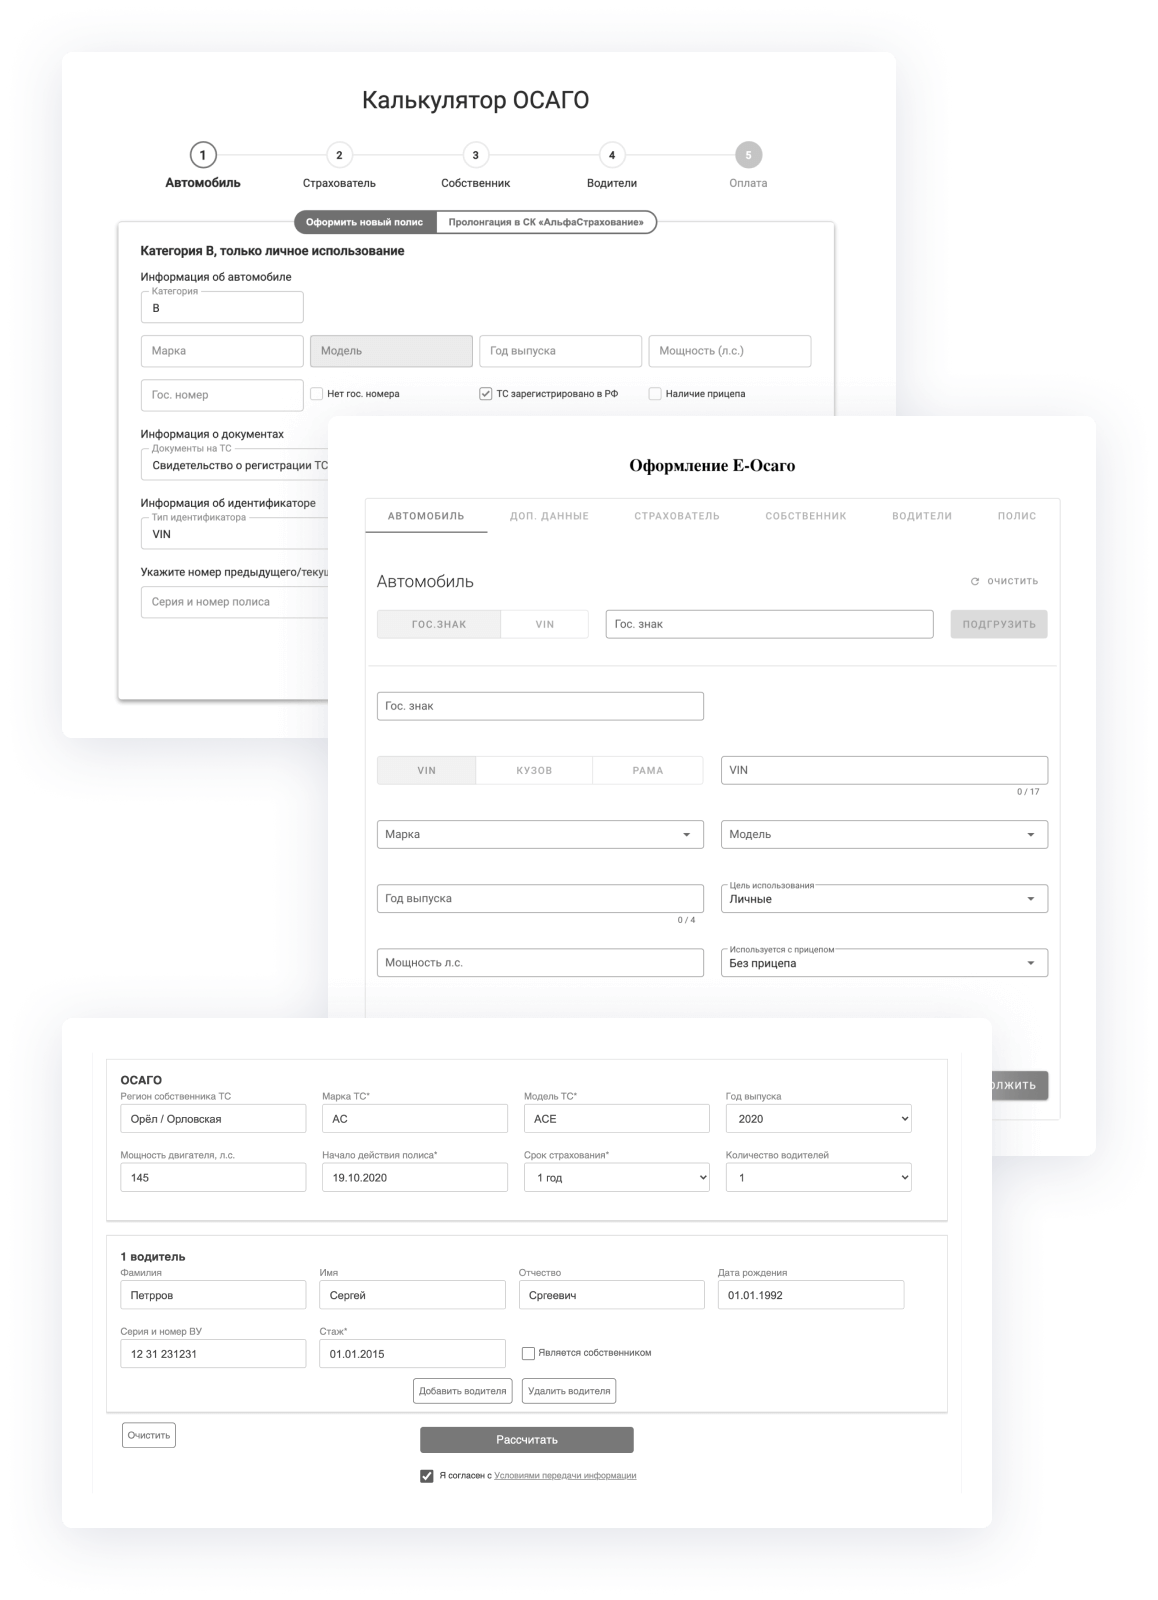 Калькулятор ОСАГО
1 2 3 4 5
Автомобиль Страхователь Собственник Водители Оплата
Оформить новый полис Пролонгация в СК «АльфаСтрахование»
Категория B, только личное использование
Информация об автомобиле
Категория
B
Марка Модель Год выпуска Мощность (л.с.)
Гос. номер Нет гос. номера ТС зарегистрировано в РФ Наличие прицепа
Информация о документах
Документы на ТС
Свидетельство о регистрации ТС
Информация об идентификаторе
Тип идентификатора
VIN
Укажите номер предыдущего/текущ
Серия и номер полиса
Оформление Е-Осаго
АВТОМОБИЛЬ ДОП. ДАННЫЕ СТРАХОВАТЕЛЬ СОБСТВЕННИК ВОДИТЕЛИ ПОЛИС
Автомобиль ОЧИСТИТЬ
ГОС.ЗНАК VIN Гос. знак ПОДГРУЗИТЬ
Гос. знак
VIN КУЗОВ РАМА VIN
0 / 17
Марка Модель
Цель использования
Год выпуска Личные
0 / 4
Используется с прицепом
Мощность л.с. Без прицепа
ОЛЖИТЬ
ОСАГО
Регион собственника ТС Марка ТС* Модель ТС* Год выпуска
Орёл / Орловская AC ACE 2020
Мощность двигателя, л.с. Начало действия полиса* Срок страхования* Количество водителей
145 19.10.2020 1 год 1
1 водитель
Фамилия Имя Отчество Дата рождения
Петрров Сергей Сргеевич 01.01.1992
Серия и номер ВУ Стаж*
12 31 231231 01.01.2015 Является собственником
Добавить водителя Удалить водителя
Очистить Рассчитать
Я согласен с Условиями передачи информации